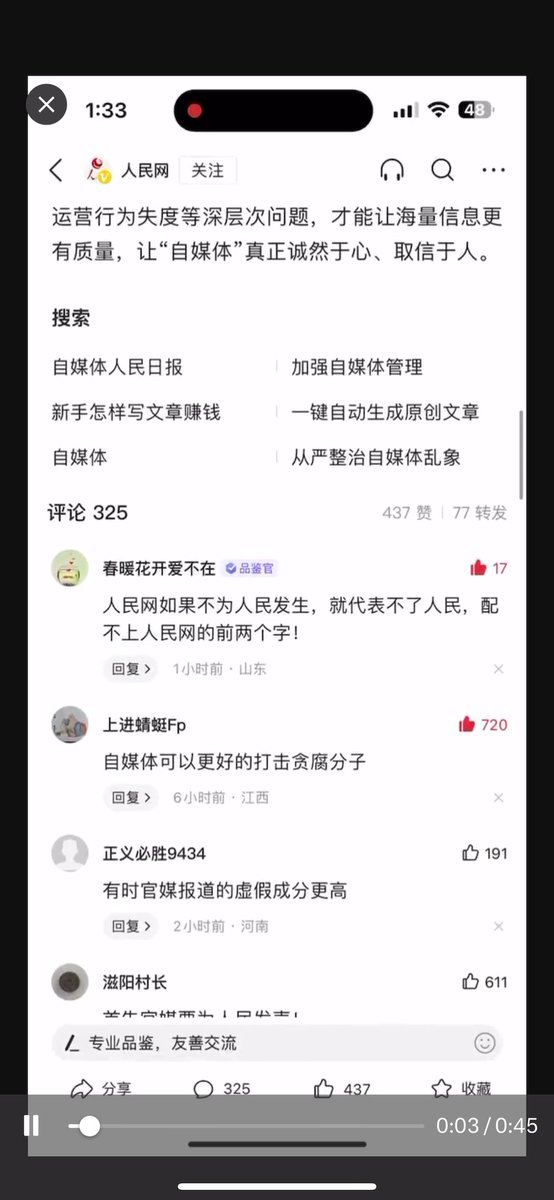 1:33
48
人民网
关注
运营行为失度等深层次问题，才能让海量信息更
有质量，让“自媒体”真正诚然于心、取信于人。
搜索
自媒体人民日报
加强自媒体管理
新手怎样写文章赚钱
一键自动生成原创文章
自媒体
从严整治自媒体乱象
评论 325
437 赞 77 转发
春暖花开爱不在 品鉴官
17
人民网如果不为人民发生，就代表不了人民，配
不上人民网的前两个字！
回复 1小时前 · 山东
上进蜻蜓Fp
720
自媒体可以更好的打击贪腐分子
回复 6小时前 · 江西
正义必胜9434
191
有时官媒报道的虚假成分更高
回复 2小时前 · 河南
滋阳村长
611
首先官媒要为人民发声！
专业品鉴，友善交流
分享 325 437 收藏
0:03 / 0:45